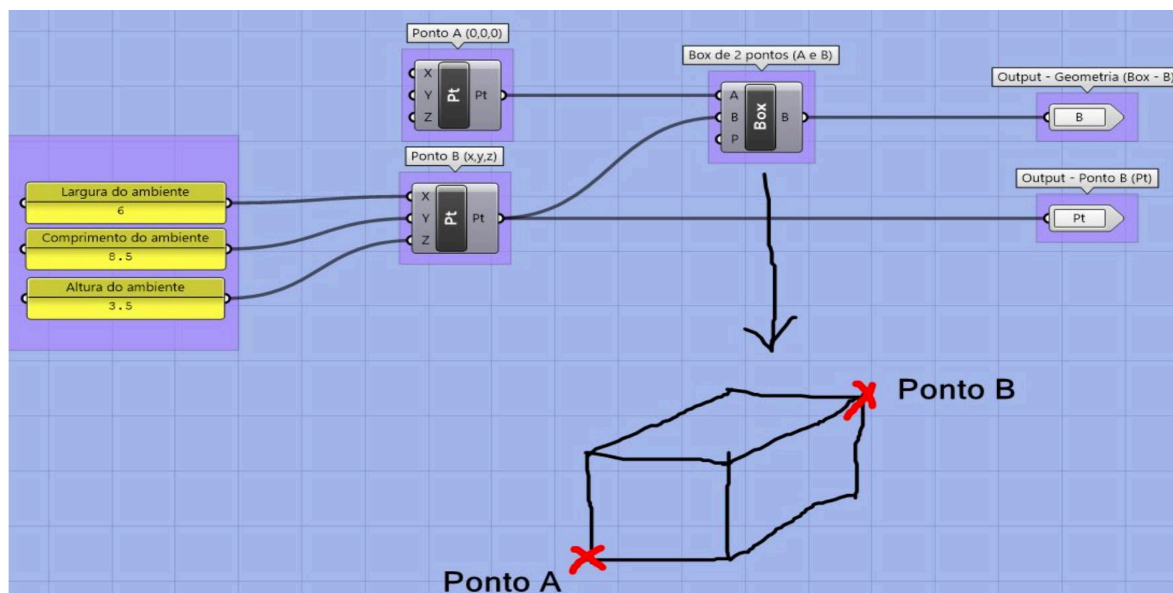 Ponto A (0,0,0)
X
Y
Z
Pt
Pt
Box de 2 pontos (A e B)
A
B
P
Box
B
Output - Geometria (Box - B)
B
Ponto B (x,y,z)
X
Y
Z
Pt
Pt
Output - Ponto B (Pt)
Pt
Largura do ambiente
6
Comprimento do ambiente
8.5
Altura do ambiente
3.5
Ponto B
Ponto A